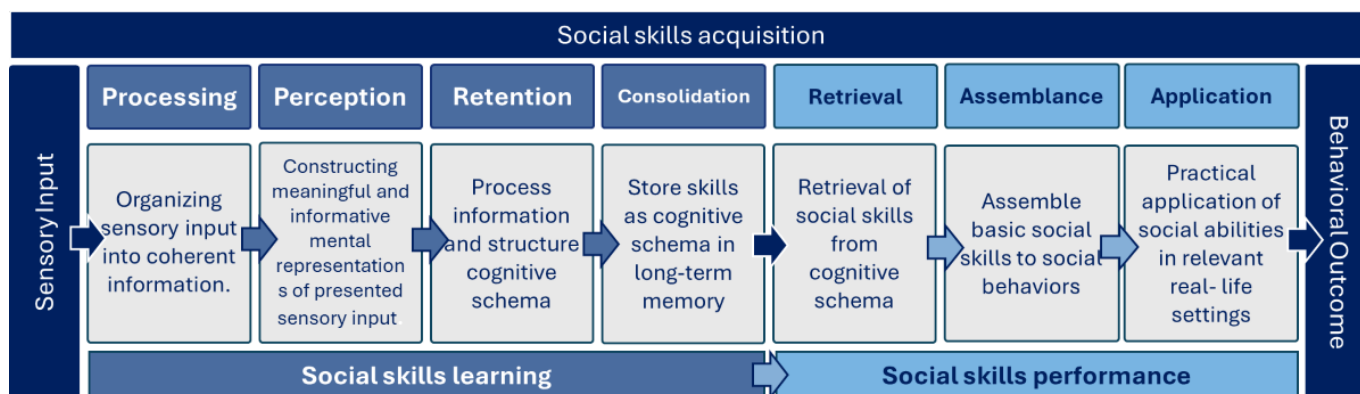 Social skills acquisition
Sensory Input
Processing
Perception
Retention
Consolidation
Retrieval
Assemblance
Application
Organizing
sensory input
into coherent
information.
Constructing
meaningful and
informative
mental
representation
s of presented
sensory input.
Process
information
and structure
cognitive
schema
Store skills
as cognitive
schema in
long-term
memory
Retrieval of
social skills
from
cognitive
schema
Assemble
basic social
skills to social
behaviors
Practical
application of
social abilities
in relevant
real- life
settings
Behavioral Outcome
Social skills learning
Social skills performance